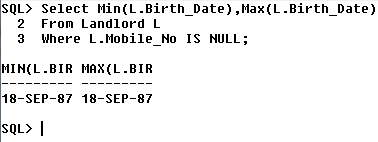 SQL> Select Min(L.Birth_Date),Max(L.Birth_Date)
2 From Landlord L
3 Where L.Mobile_No IS NULL;
MIN(L.BIR MAX(L.BIR
--------- ---------
18-SEP-87 18-SEP-87
SQL>